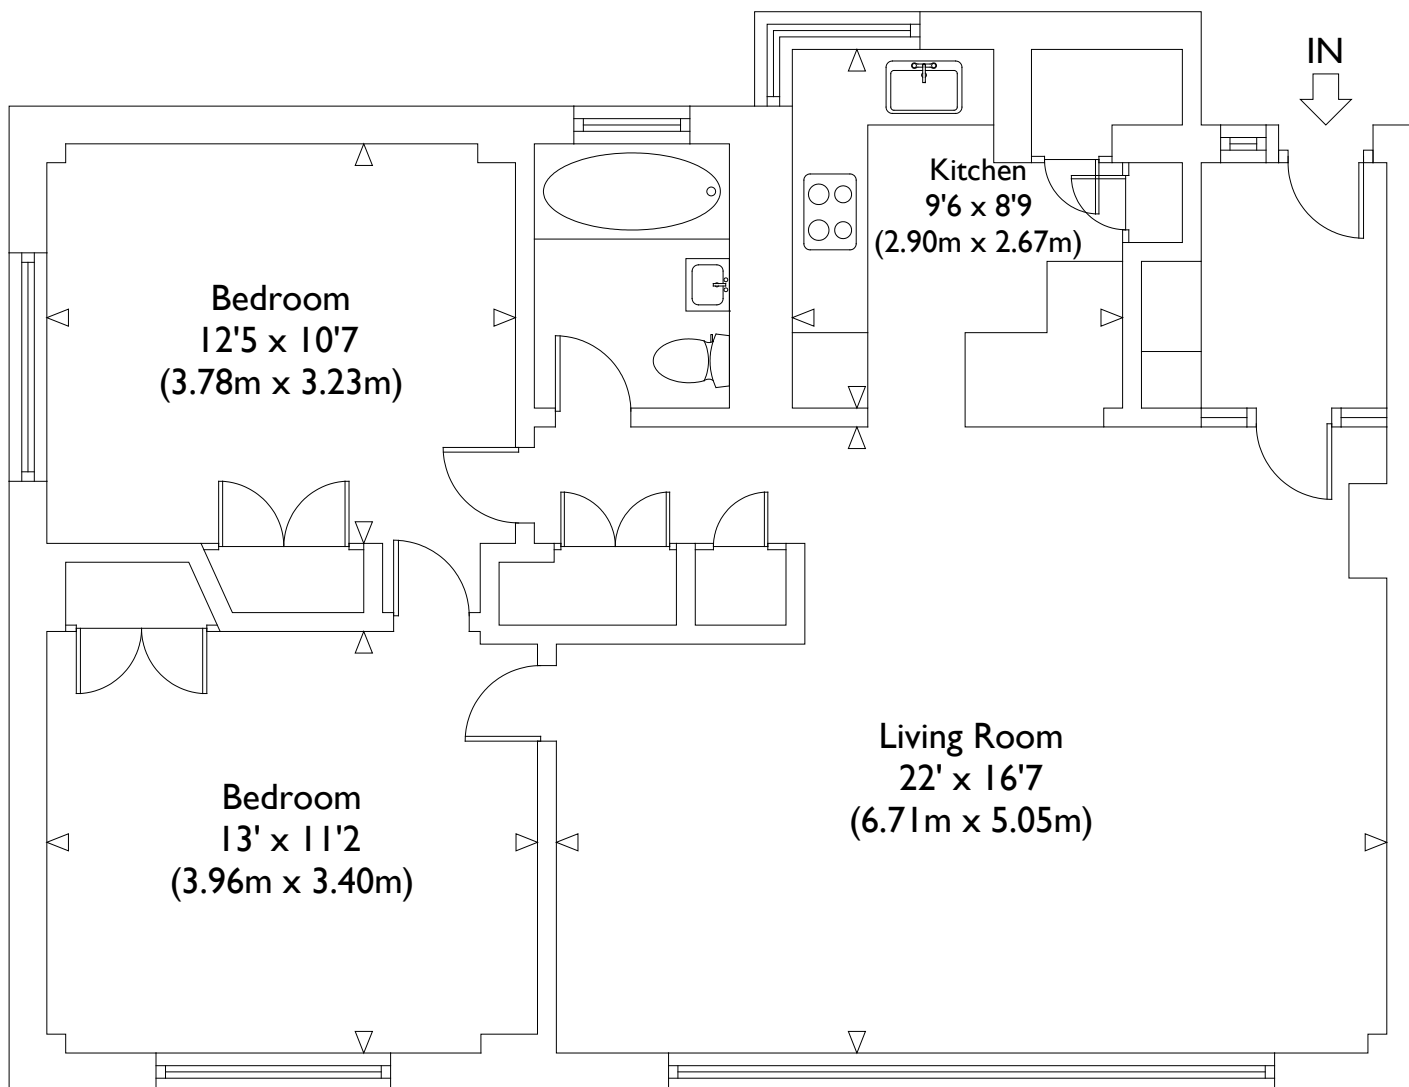 IN
Kitchen
9'6 x 8'9
(2.90m x 2.67m)
Bedroom
12'5 x 10'7
(3.78m x 3.23m)
Living Room
22' x 16'7
(6.71m x 5.05m)
Bedroom
13' x 11'2
(3.96m x 3.40m)